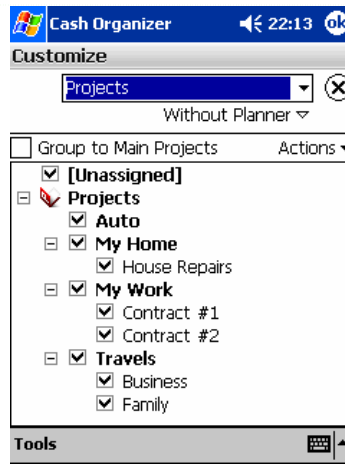 Cash Organizer 22:13 ok
Customize
Projects
Without Planner
Group to Main Projects Actions
[Unassigned]
Projects
Auto
My Home
House Repairs
My Work
Contract #1
Contract #2
Travels
Business
Family
Tools